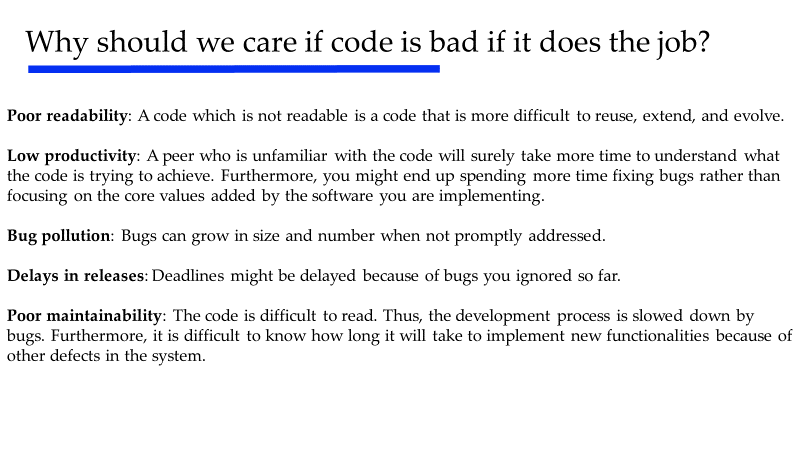 Why should we care if code is bad if it does the job?
Poor readability: A code which is not readable is a code that is more difficult to reuse, extend, and evolve.
Low productivity: A peer who is unfamiliar with the code will surely take more time to understand what
the code is trying to achieve. Furthermore, you might end up spending more time fixing bugs rather than
focusing on the core values added by the software you are implementing.
Bug pollution: Bugs can grow in size and number when not promptly addressed.
Delays in releases: Deadlines might be delayed because of bugs you ignored so far.
Poor maintainability: The code is difficult to read. Thus, the development process is slowed down by
bugs. Furthermore, it is difficult to know how long it will take to implement new functionalities because of
other defects in the system.